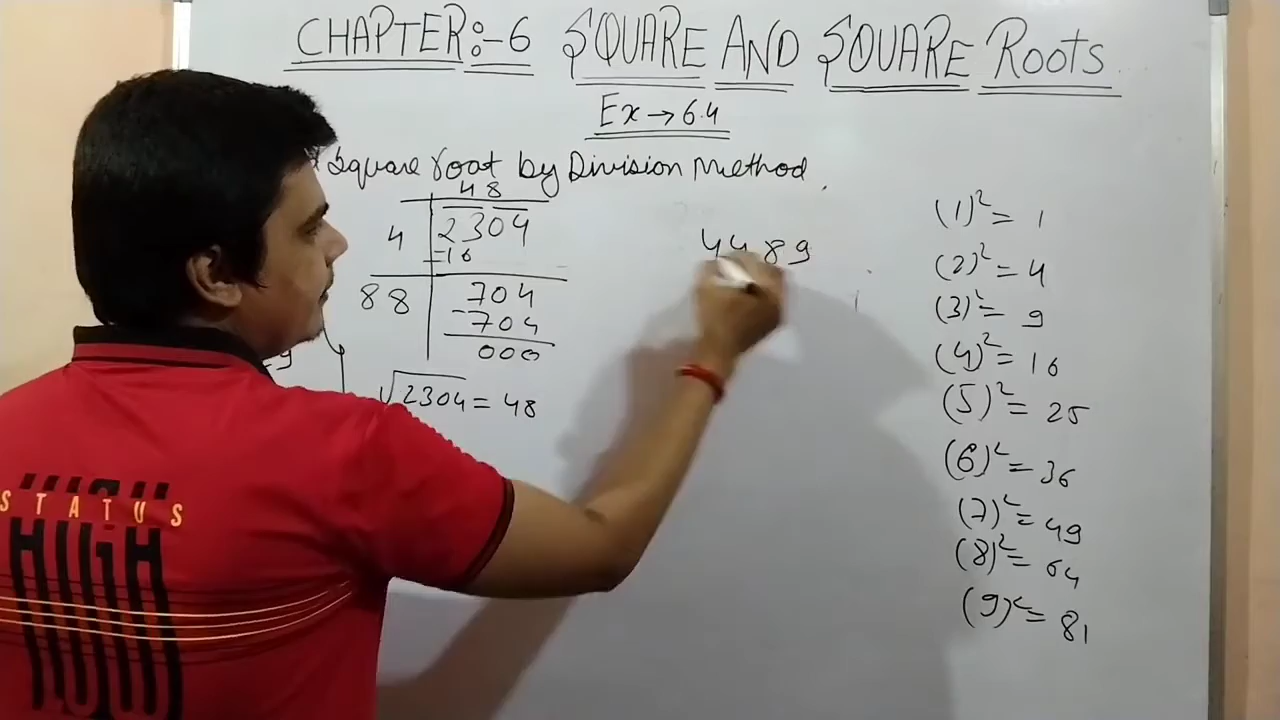 CHAPTER:-6 SQUARE AND SQUARE Roots
Ex→6.4
Square root by Division Method
48
4 2304
-16
88 704
-704
000
√2304 = 48
9
4489
(1)² = 1
(2)² = 4
(3)² = 9
(4)² = 16
(5)² = 25
(6)² = 36
(7)² = 49
(8)² = 64
(9)² = 81
STATUS
HIGH